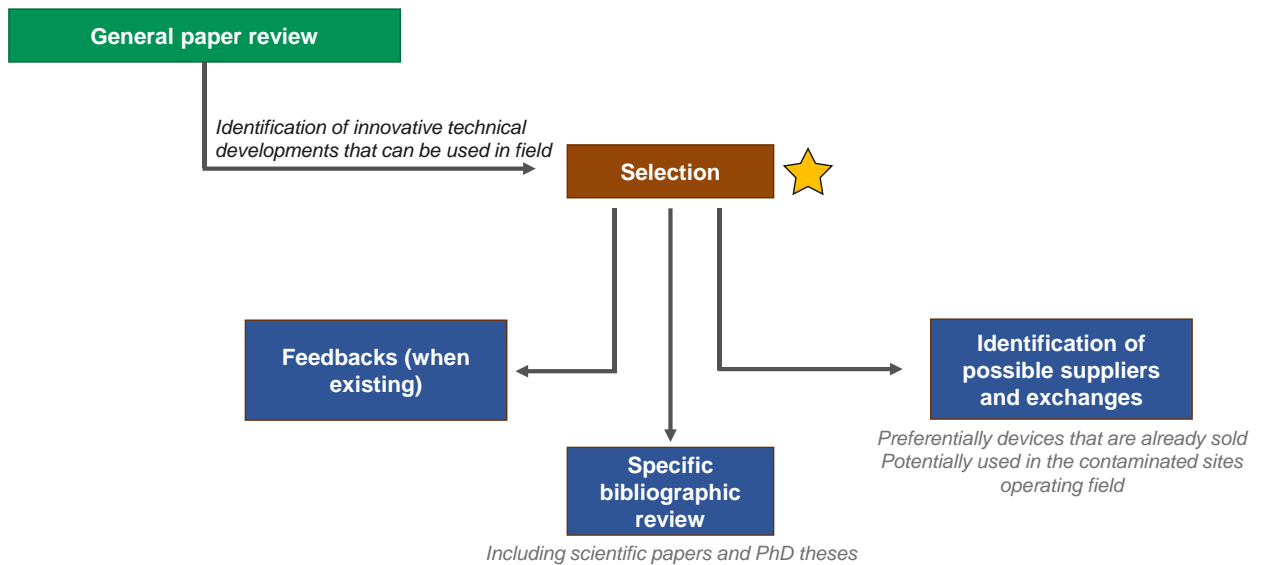 General paper review
Identification of innovative technical
developments that can be used in field
Selection
Feedbacks (when
existing)
Identification of
possible suppliers
and exchanges
Preferentially devices that are already sold
Potentially used in the contaminated sites
operating field
Specific
bibliographic
review
Including scientific papers and PhD theses